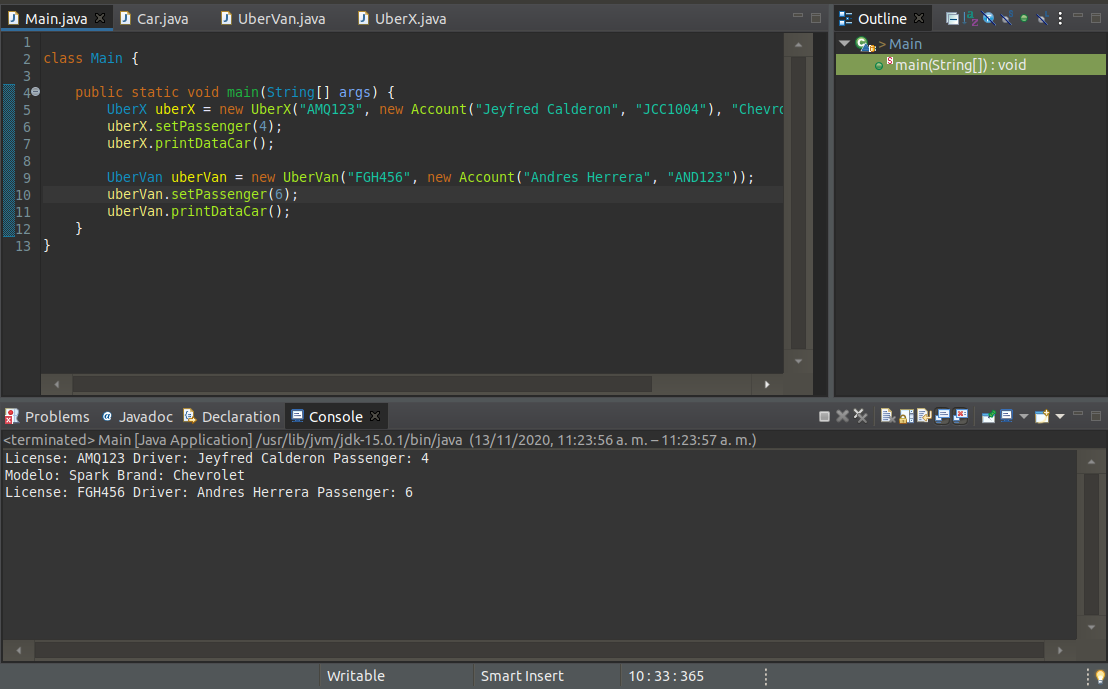 Main.java Car.java UberVan.java UberX.java
Outline
1
2 class Main {
3
4 public static void main(String[] args) {
5 UberX uberX = new UberX("AMQ123", new Account("Jeyfred Calderon", "JCC1004"), "Chevro
6 uberX.setPassenger(4);
7 uberX.printDataCar();
8
9 UberVan uberVan = new UberVan("FGH456", new Account("Andres Herrera", "AND123"));
10 uberVan.setPassenger(6);
11 uberVan.printDataCar();
12 }
13 }
> Main
main(String[]) : void
Problems @ Javadoc Declaration Console
<terminated> Main [Java Application] /usr/lib/jvm/jdk-15.0.1/bin/java (13/11/2020, 11:23:56 a. m. – 11:23:57 a. m.)
License: AMQ123 Driver: Jeyfred Calderon Passenger: 4
Modelo: Spark Brand: Chevrolet
License: FGH456 Driver: Andres Herrera Passenger: 6
Writable Smart Insert 10 : 33 : 365